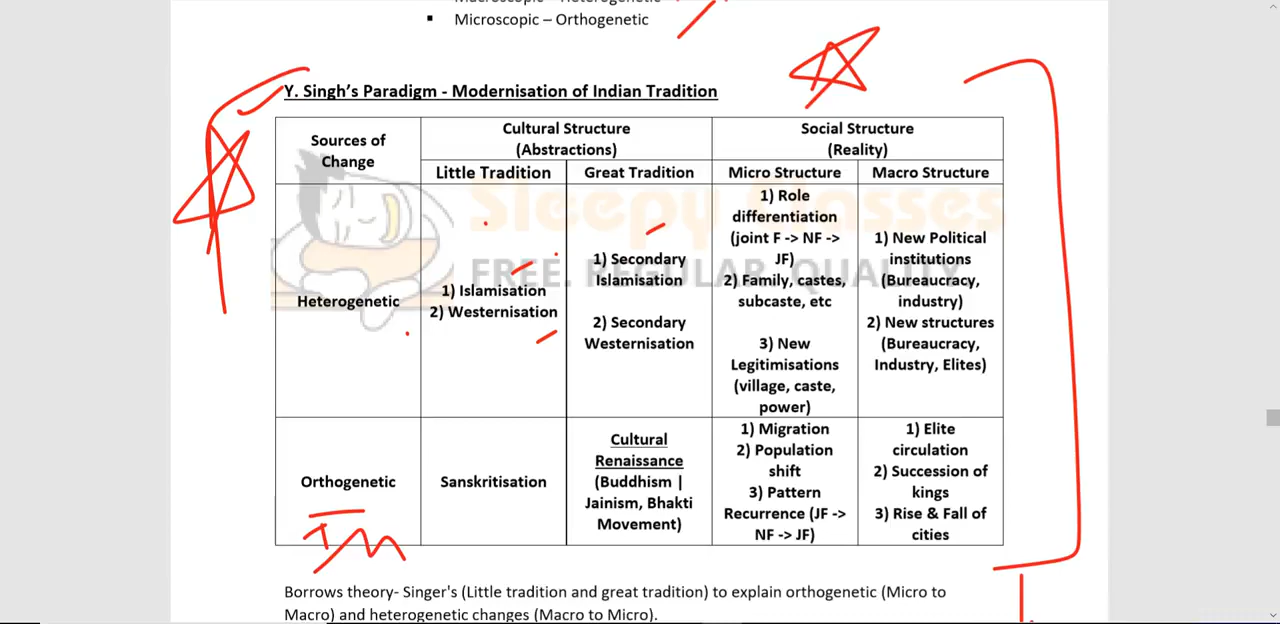 Microscopic – Orthogenetic
Y. Singh's Paradigm - Modernisation of Indian Tradition
Sources of
Change
Cultural Structure
(Abstractions)
Social Structure
(Reality)
Little Tradition
Great Tradition
Micro Structure
Macro Structure
Heterogenetic
1) Islamisation
2) Westernisation
1) Secondary
Islamisation
2) Secondary
Westernisation
1) Role
differentiation
(joint F -> NF ->
JF)
2) Family, castes,
subcaste, etc
3) New
Legitimisations
(village, caste,
power)
1) New Political
institutions
(Bureaucracy,
industry)
2) New structures
(Bureaucracy,
Industry, Elites)
Orthogenetic
Sanskritisation
Cultural
Renaissance
(Buddhism |
Jainism, Bhakti
Movement)
1) Migration
2) Population
shift
3) Pattern
Recurrence (JF ->
NF -> JF)
1) Elite
circulation
2) Succession of
kings
3) Rise & Fall of
cities
Sleepy Classes
FREE. REGULAR. QUALITY
Borrows theory- Singer's (Little tradition and great tradition) to explain orthogenetic (Micro to
Macro) and heterogenetic changes (Macro to Micro).